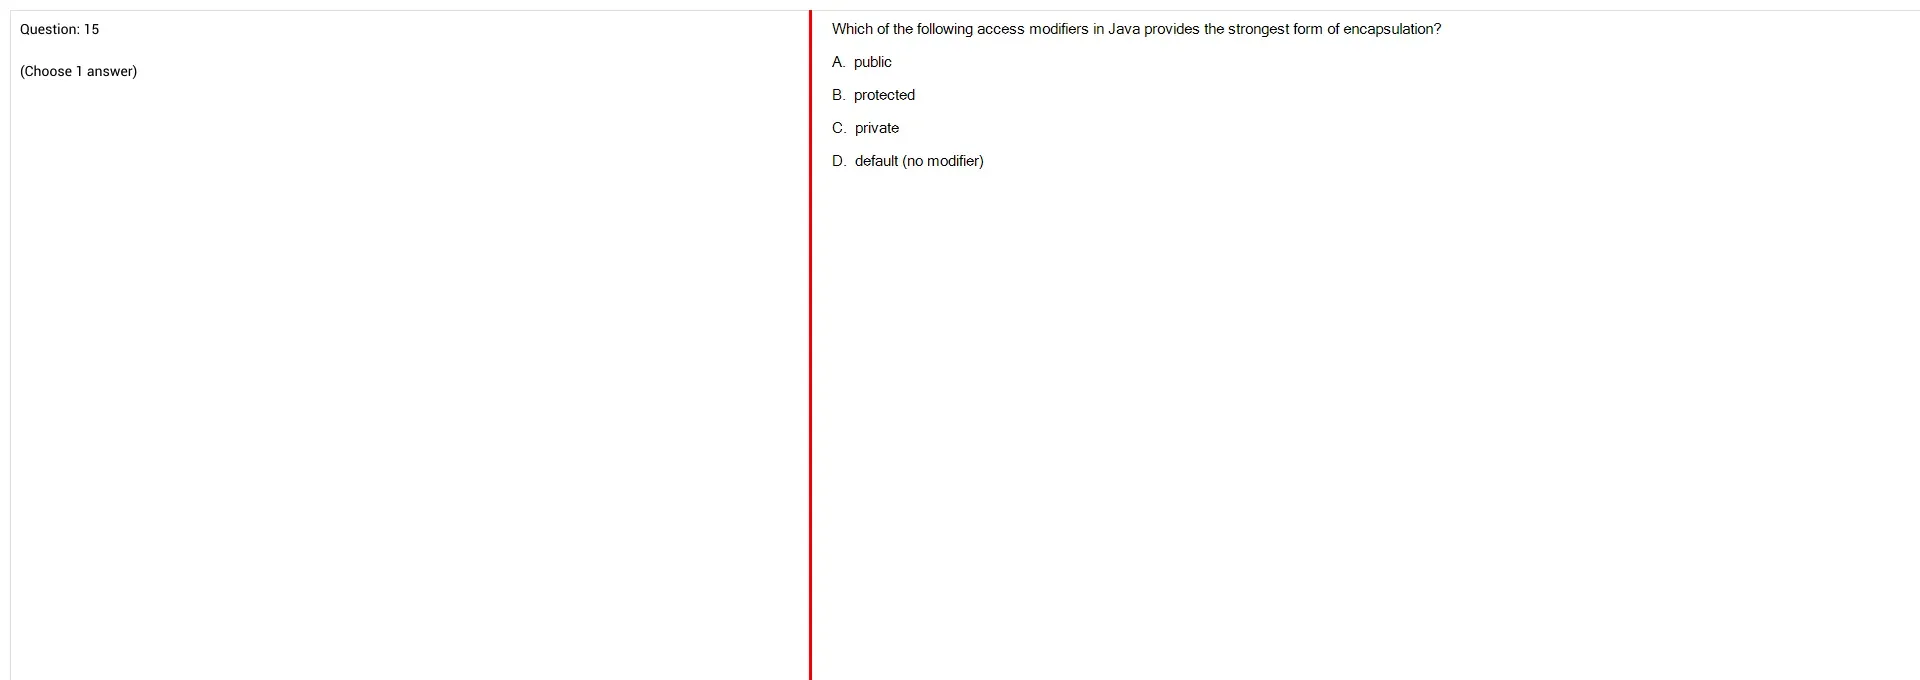 Question: 15
(Choose 1 answer)
Which of the following access modifiers in Java provides the strongest form of encapsulation?
A. public
B. protected
C. private
D. default (no modifier)